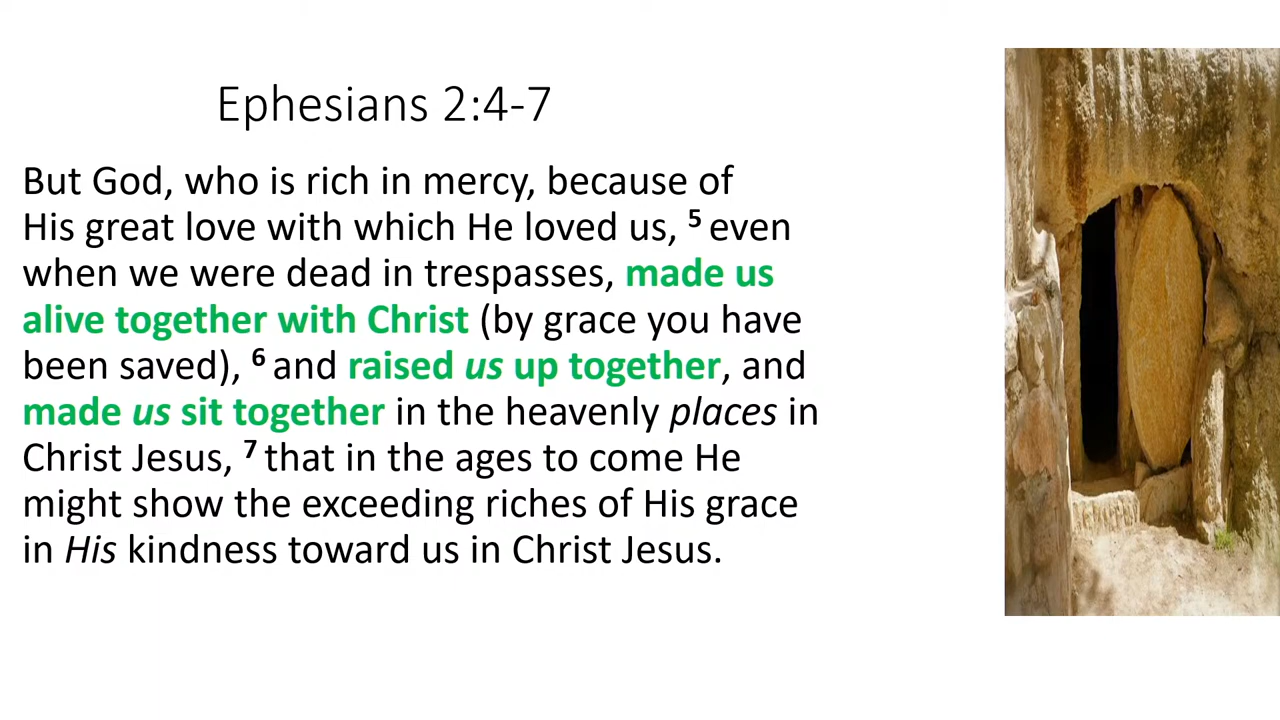 Ephesians 2:4-7
But God, who is rich in mercy, because of
His great love with which He loved us, 5 even
when we were dead in trespasses, made us
alive together with Christ (by grace you have
been saved), 6 and raised us up together, and
made us sit together in the heavenly places in
Christ Jesus, 7 that in the ages to come He
might show the exceeding riches of His grace
in His kindness toward us in Christ Jesus.